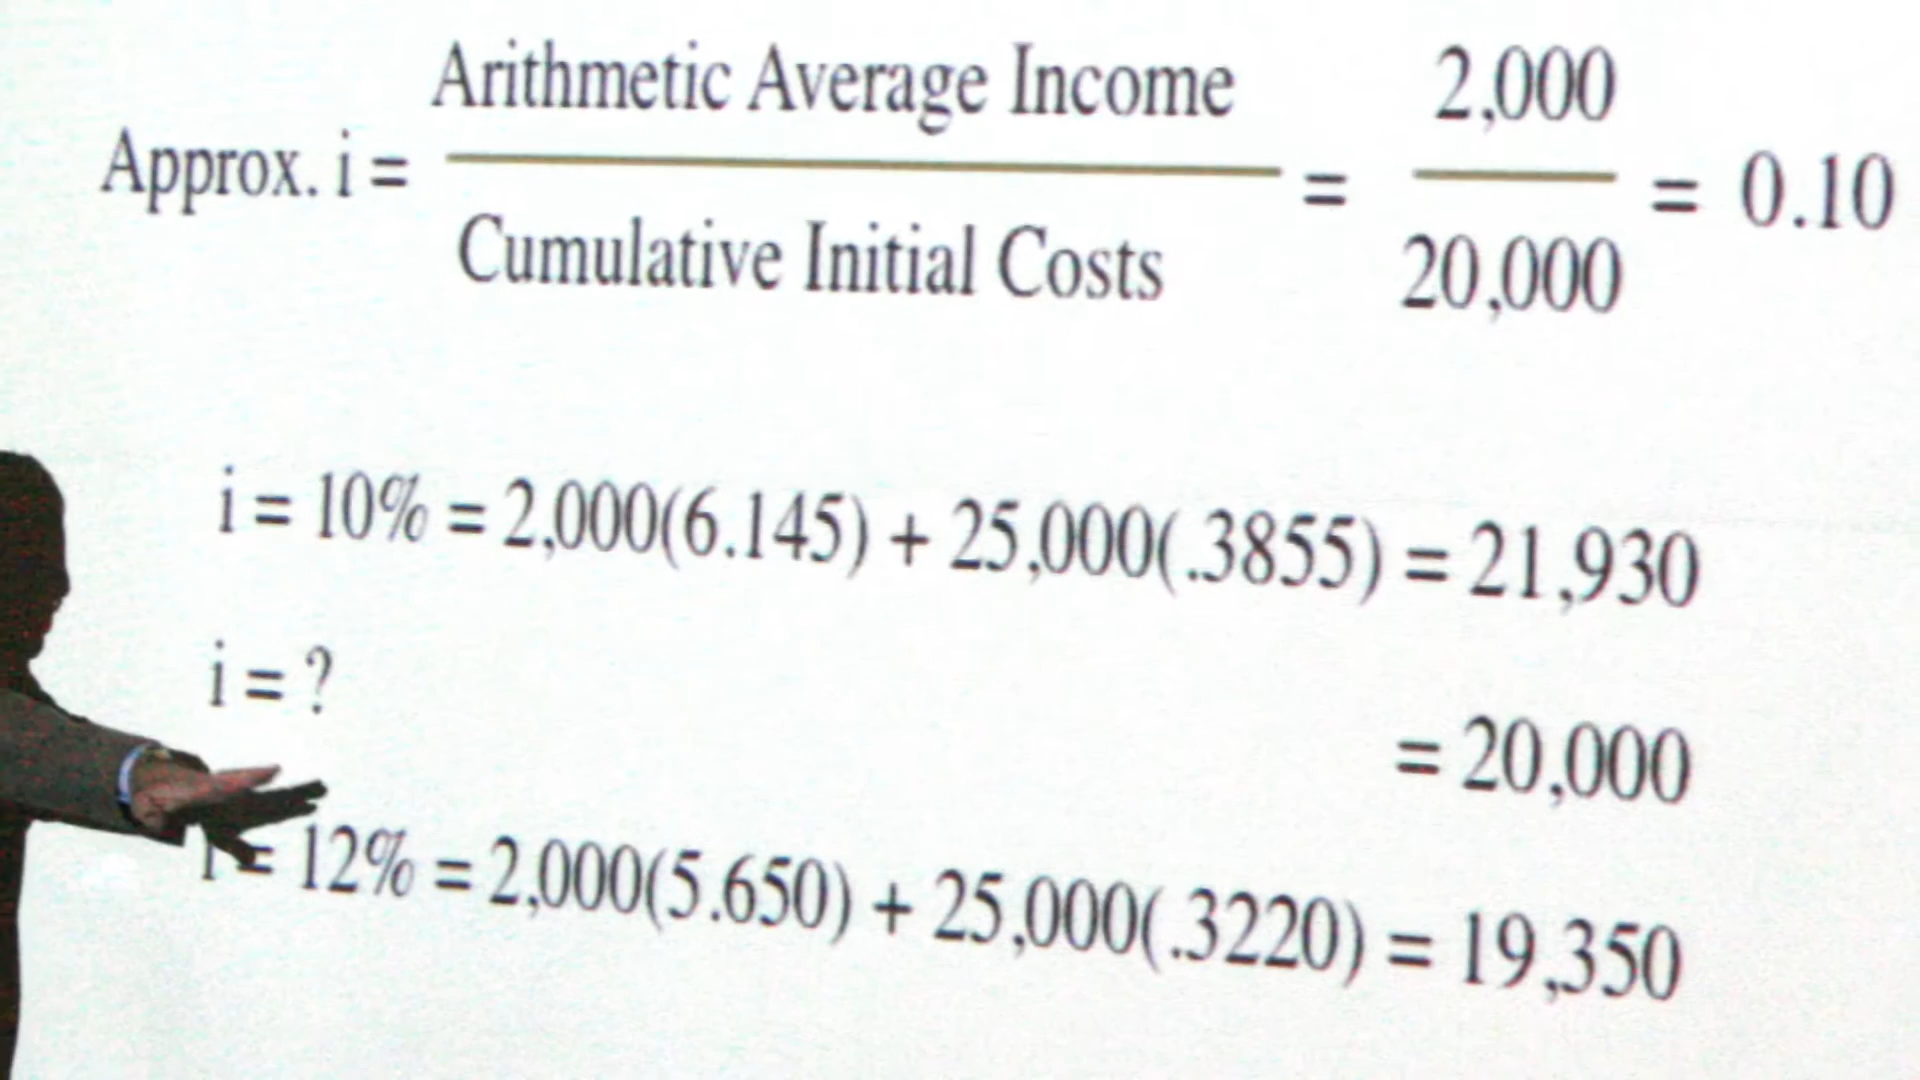 Arithmetic Average Income 2,000
Approx. i = = = 0.10
Cumulative Initial Costs 20,000
i = 10% = 2,000(6.145) + 25,000(.3855) = 21,930
i = ?
= 20,000
i = 12% = 2,000(5.650) + 25,000(.3220) = 19,350